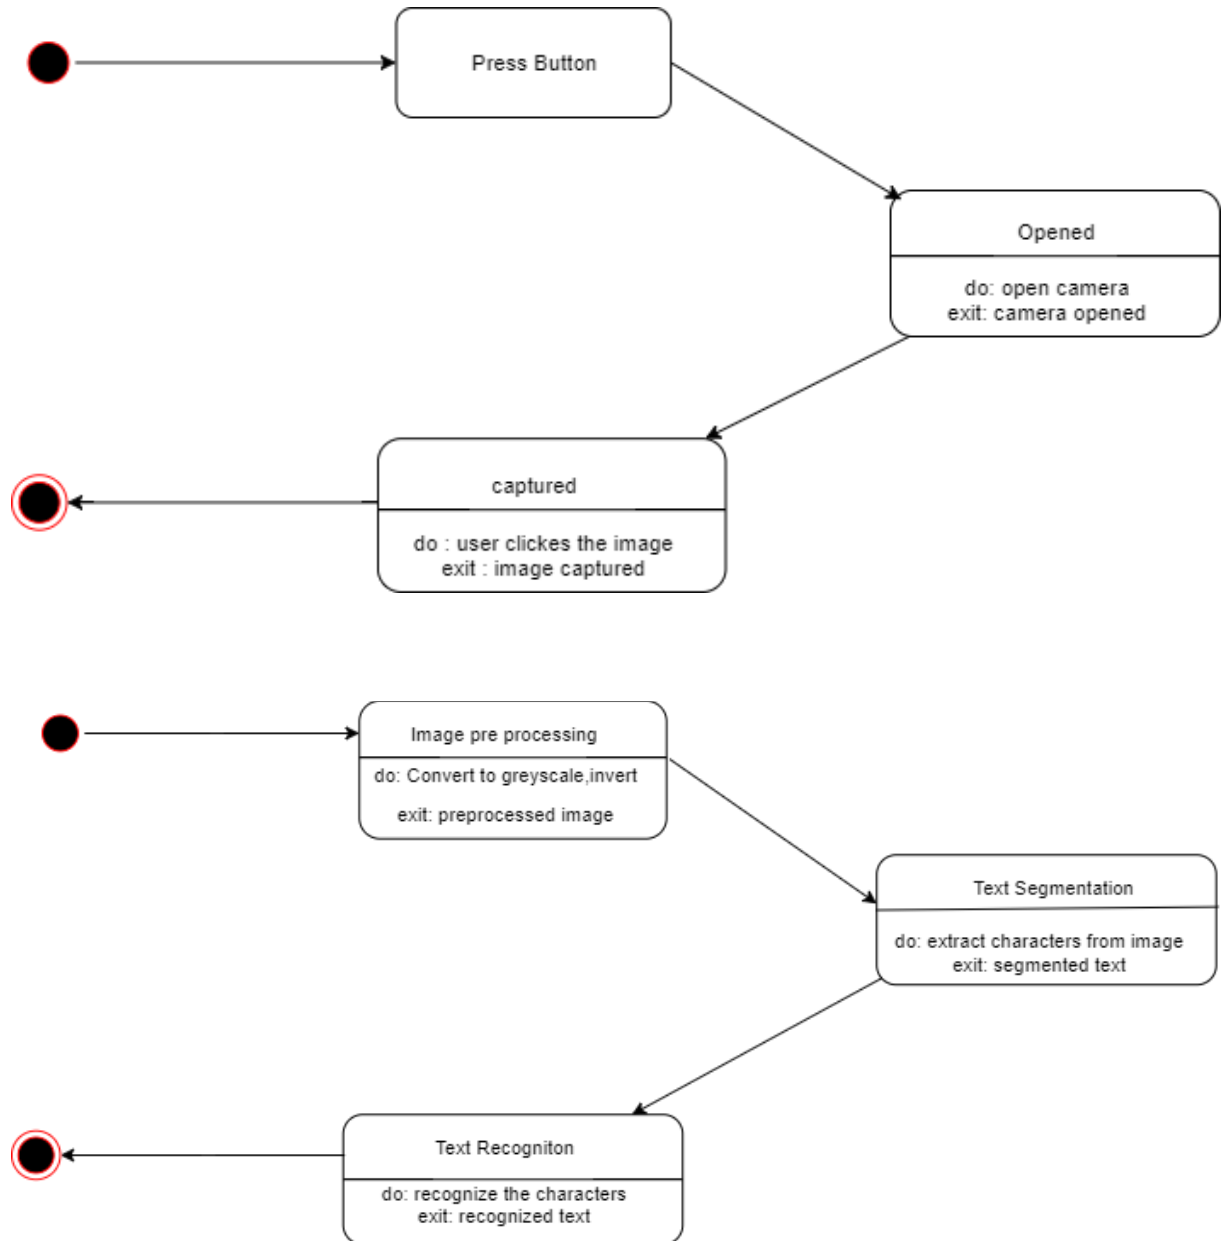 Press Button
Opened
do: open camera
exit: camera opened
captured
do : user clickes the image
exit : image captured
Image pre processing
do: Convert to greyscale,invert
exit: preprocessed image
Text Segmentation
do: extract characters from image
exit: segmented text
Text Recogniton
do: recognize the characters
exit: recognized text